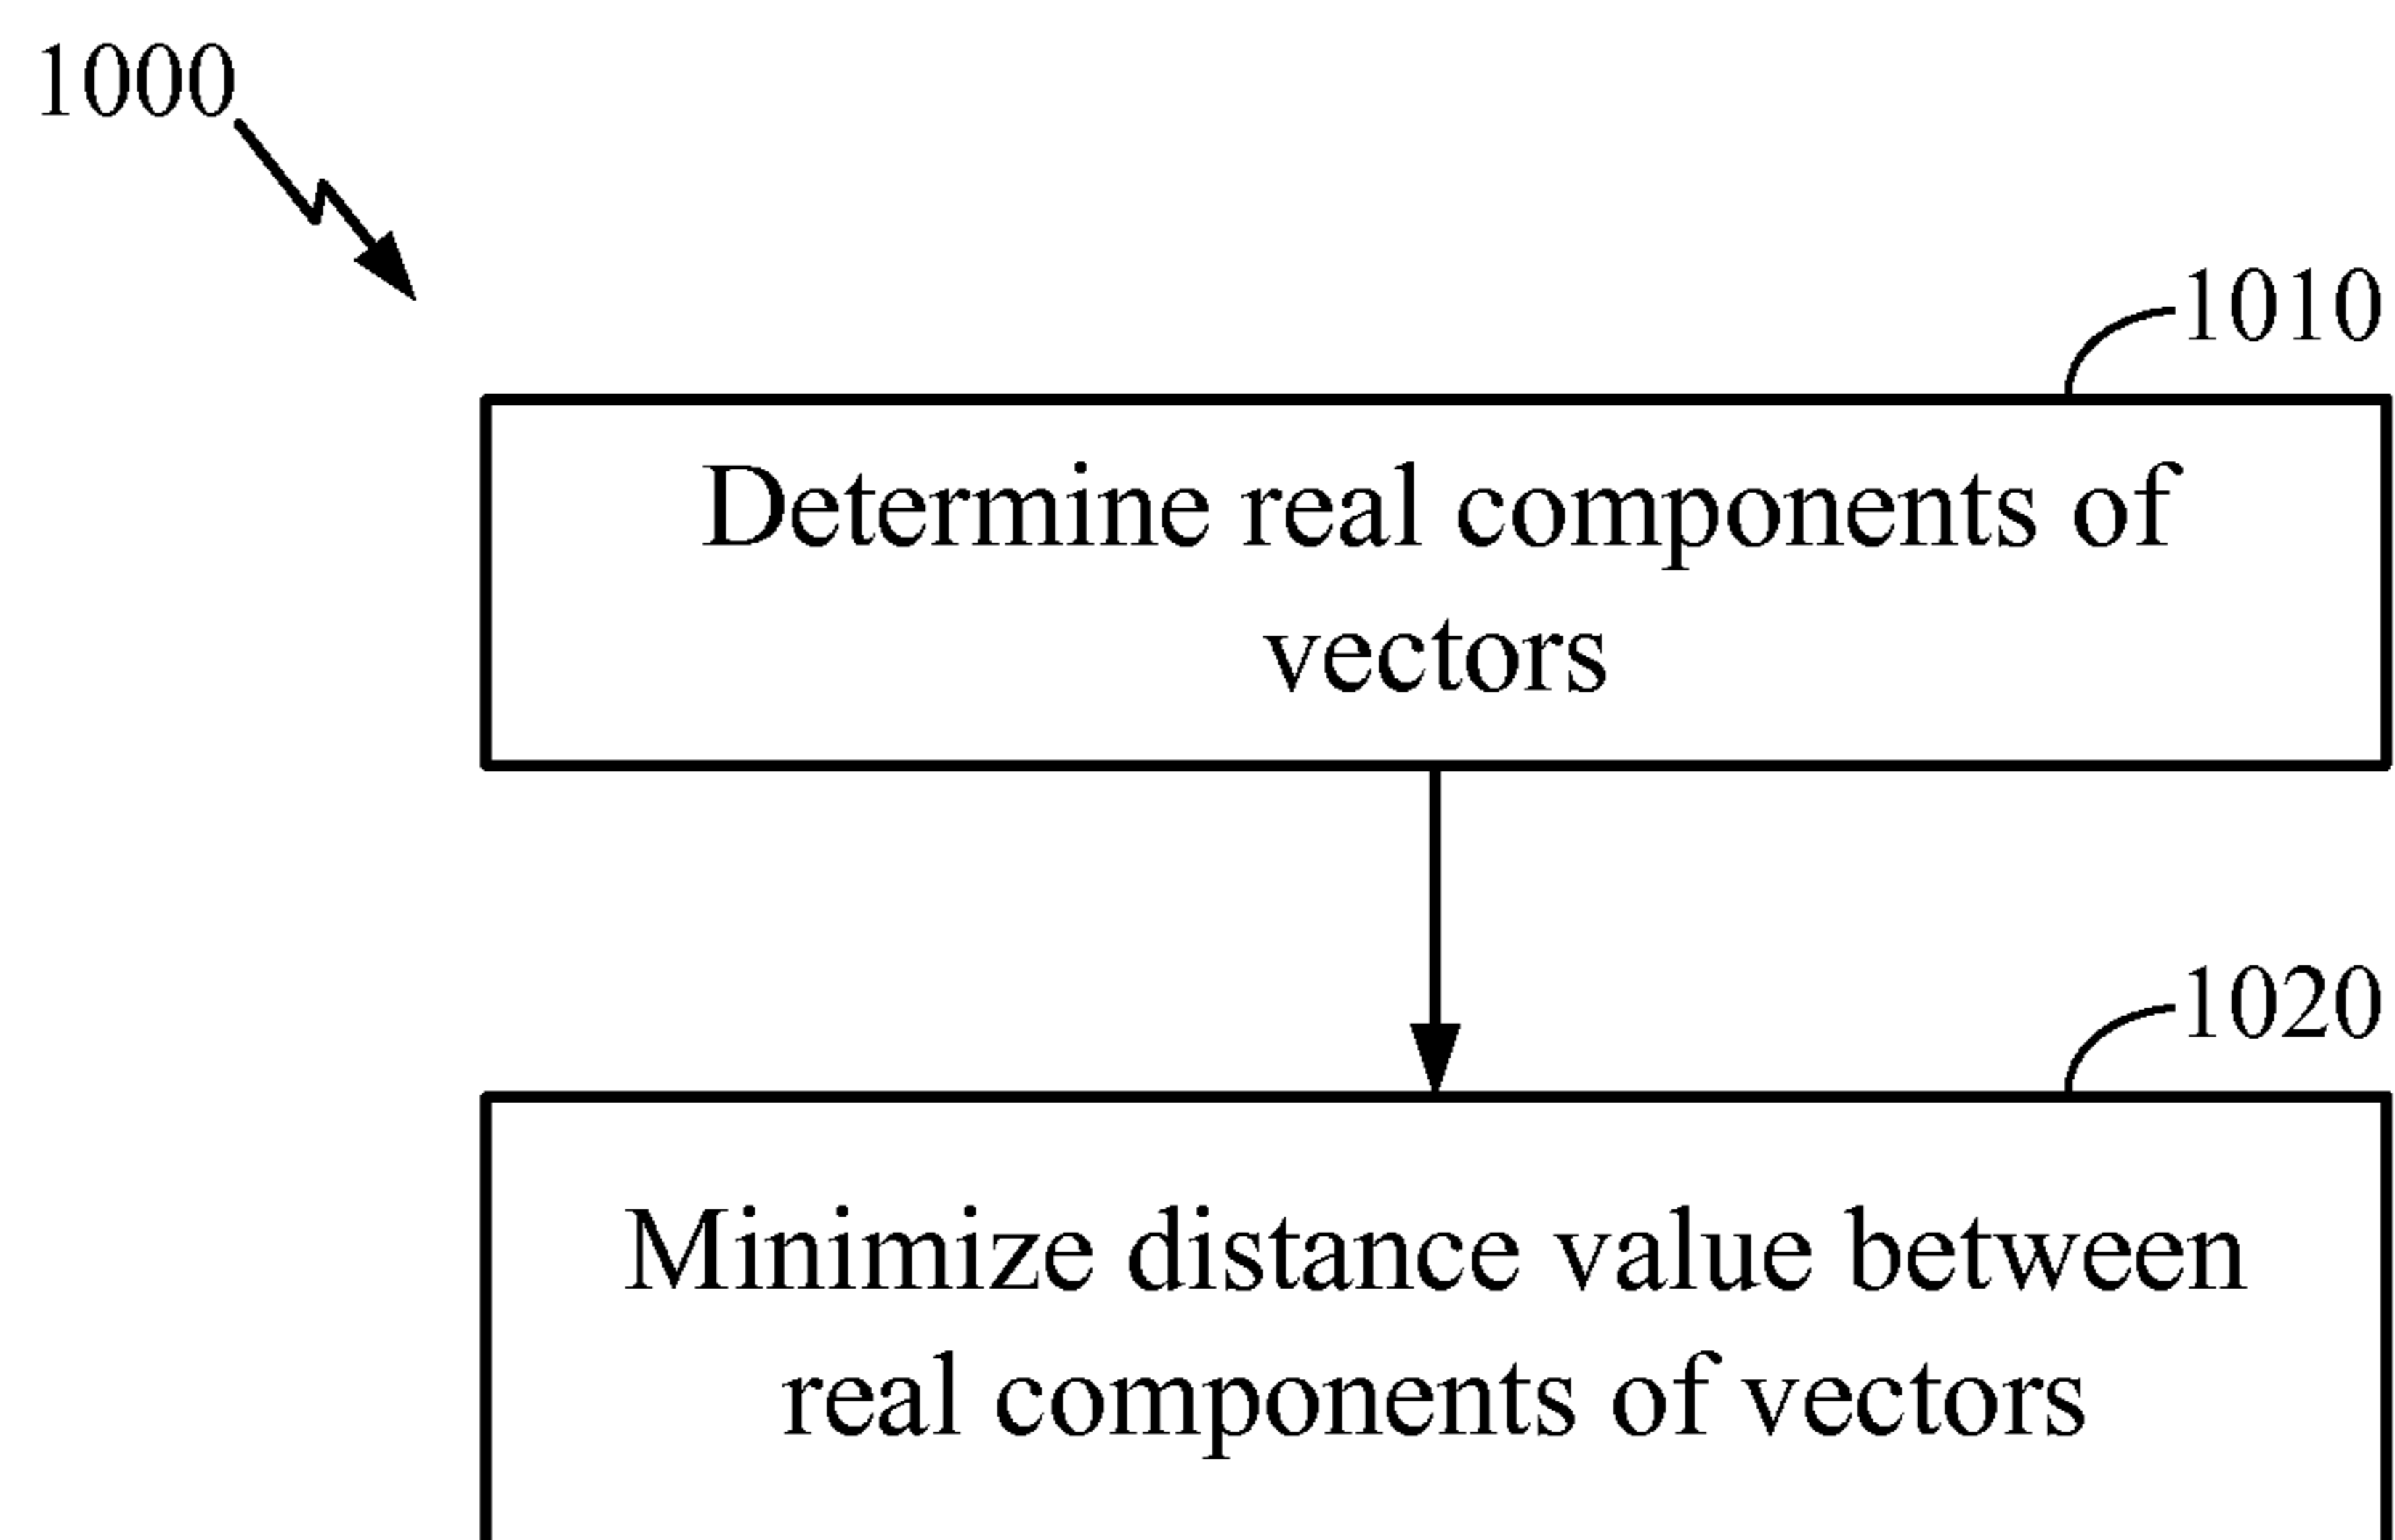 1000
1010
Determine real components of
vectors
1020
Minimize distance value between
real components of vectors